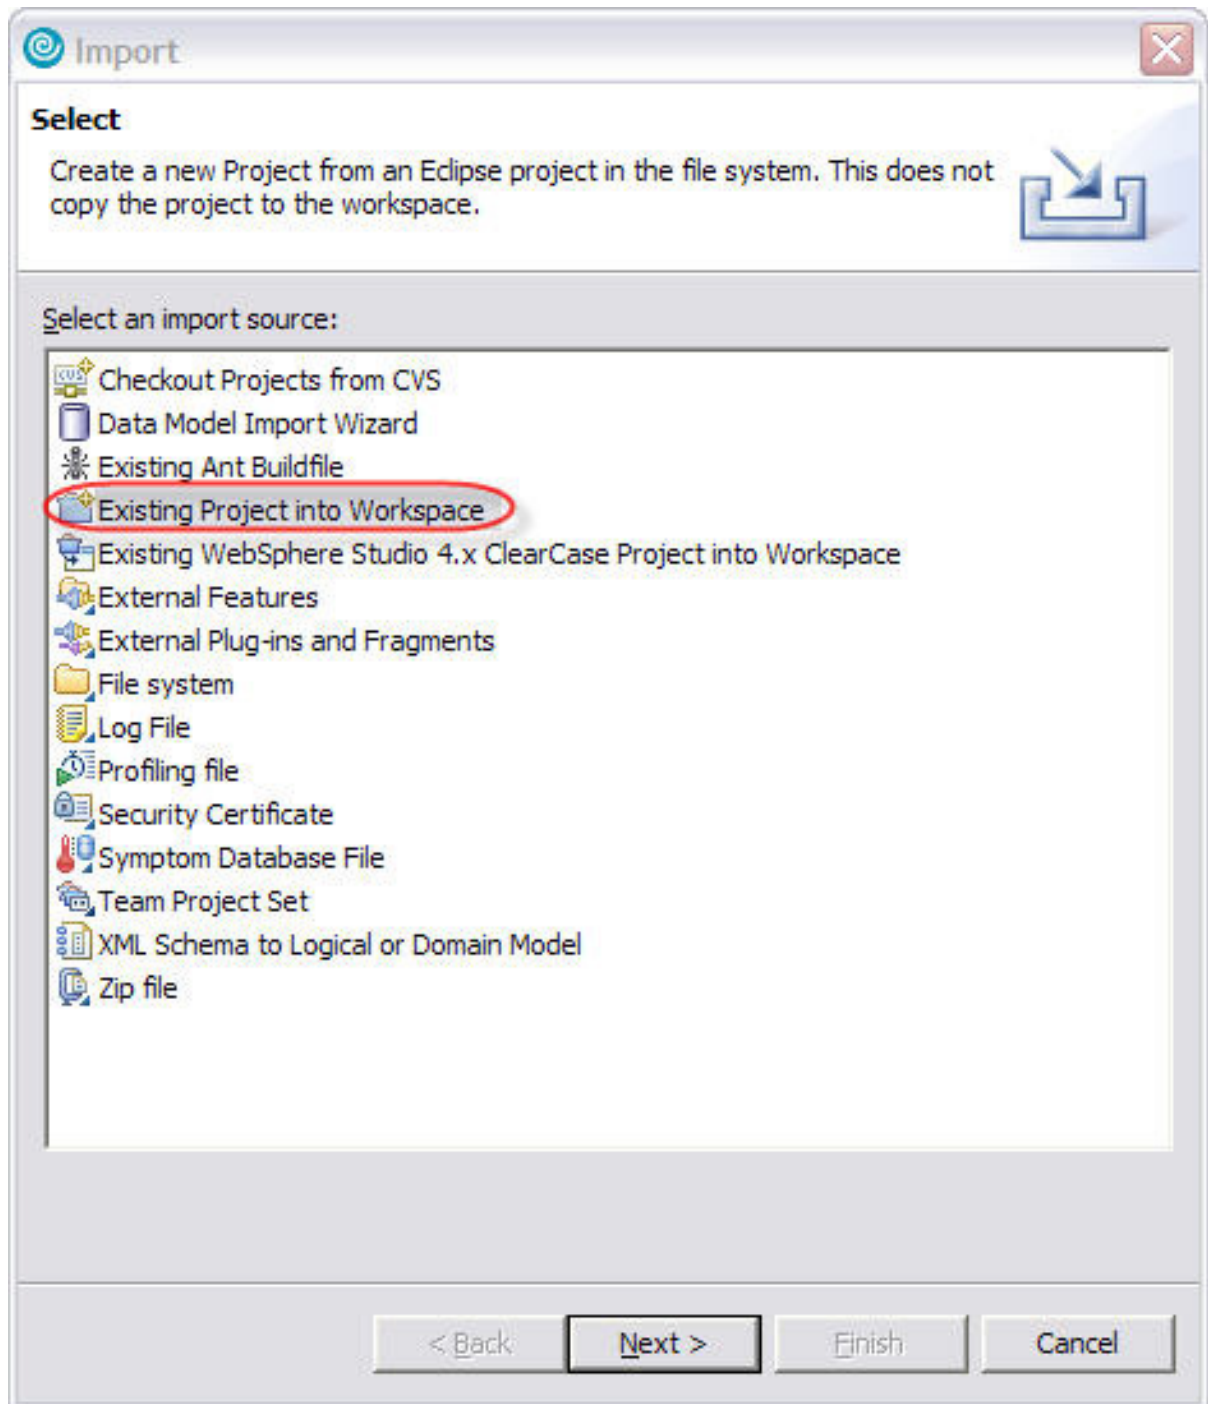 Import
Select
Create a new Project from an Eclipse project in the file system. This does not
copy the project to the workspace.
Select an import source:
Checkout Projects from CVS
Data Model Import Wizard
Existing Ant Buildfile
Existing Project into Workspace
Existing WebSphere Studio 4.x ClearCase Project into Workspace
External Features
External Plug-ins and Fragments
File system
Log File
Profiling file
Security Certificate
Symptom Database File
Team Project Set
XML Schema to Logical or Domain Model
Zip file
< Back Next > Finish Cancel